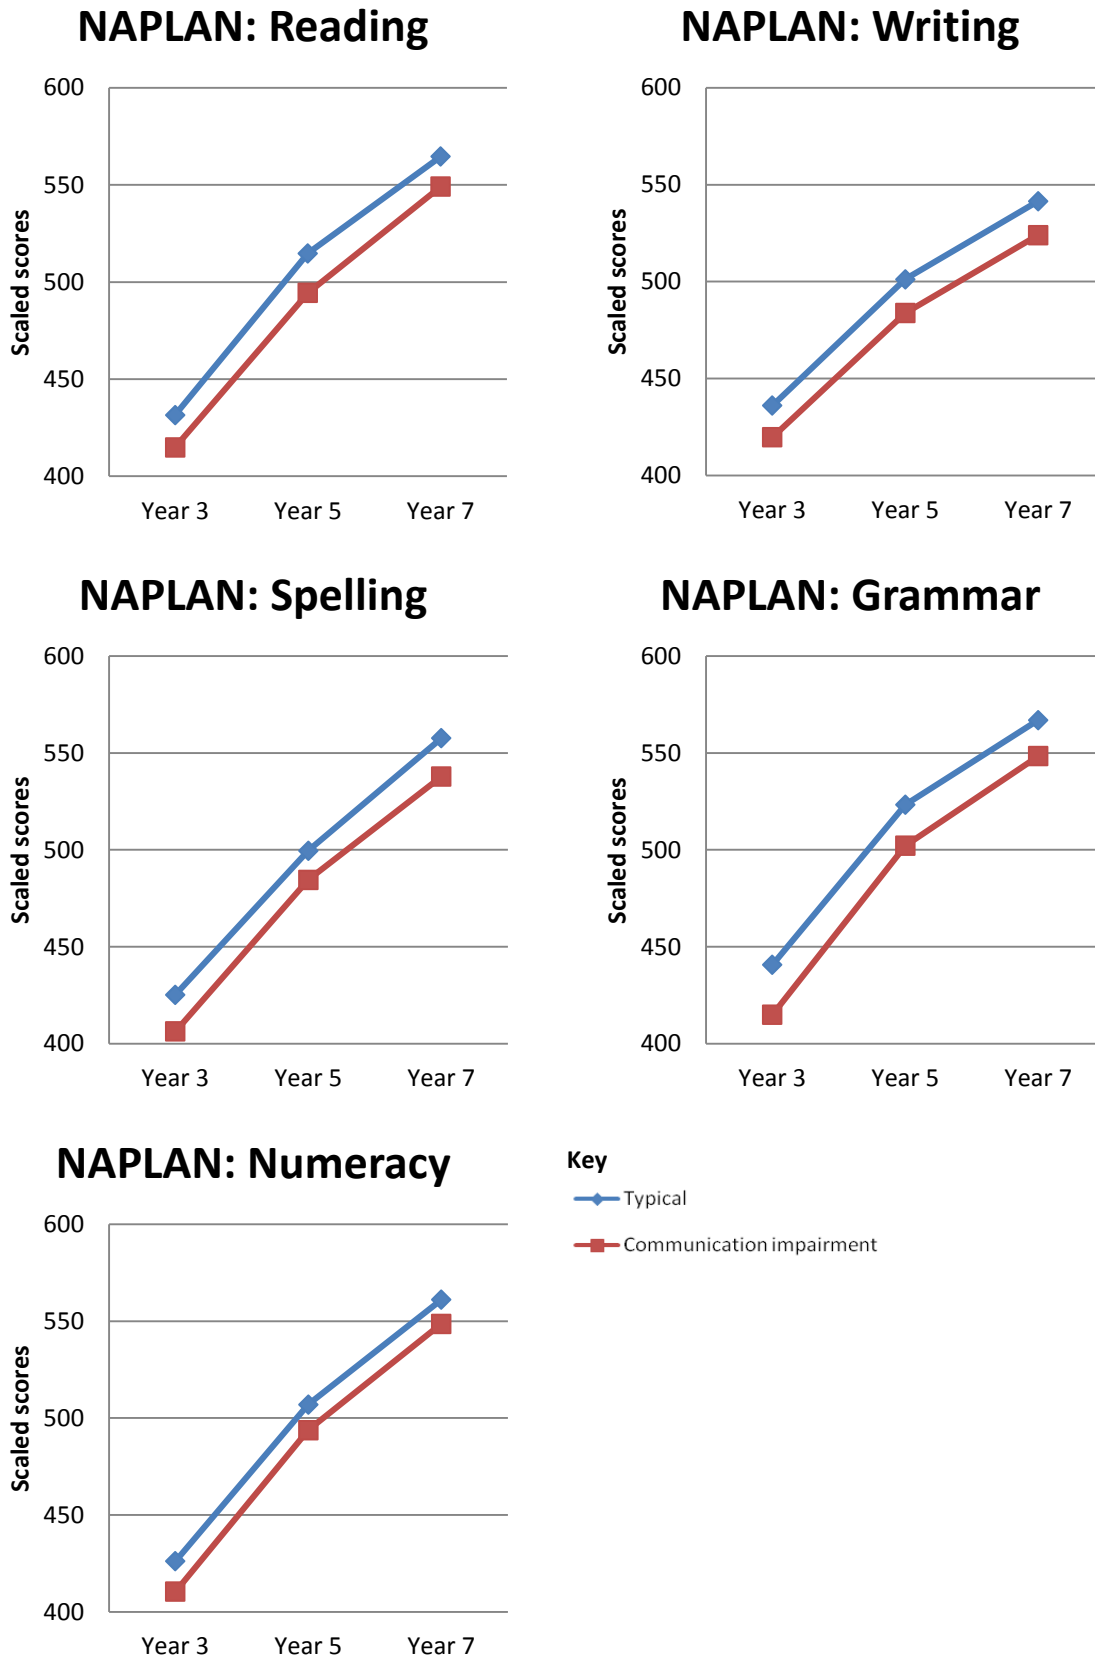 NAPLAN: Reading
600
550
500
450
400
Scaled scores
Year 3 Year 5 Year 7
NAPLAN: Writing
600
550
500
450
400
Scaled scores
Year 3 Year 5 Year 7
NAPLAN: Spelling
600
550
500
450
400
Scaled scores
Year 3 Year 5 Year 7
NAPLAN: Grammar
600
550
500
450
400
Scaled scores
Year 3 Year 5 Year 7
NAPLAN: Numeracy
600
550
500
450
400
Scaled scores
Year 3 Year 5 Year 7
Key
Typical
Communication impairment